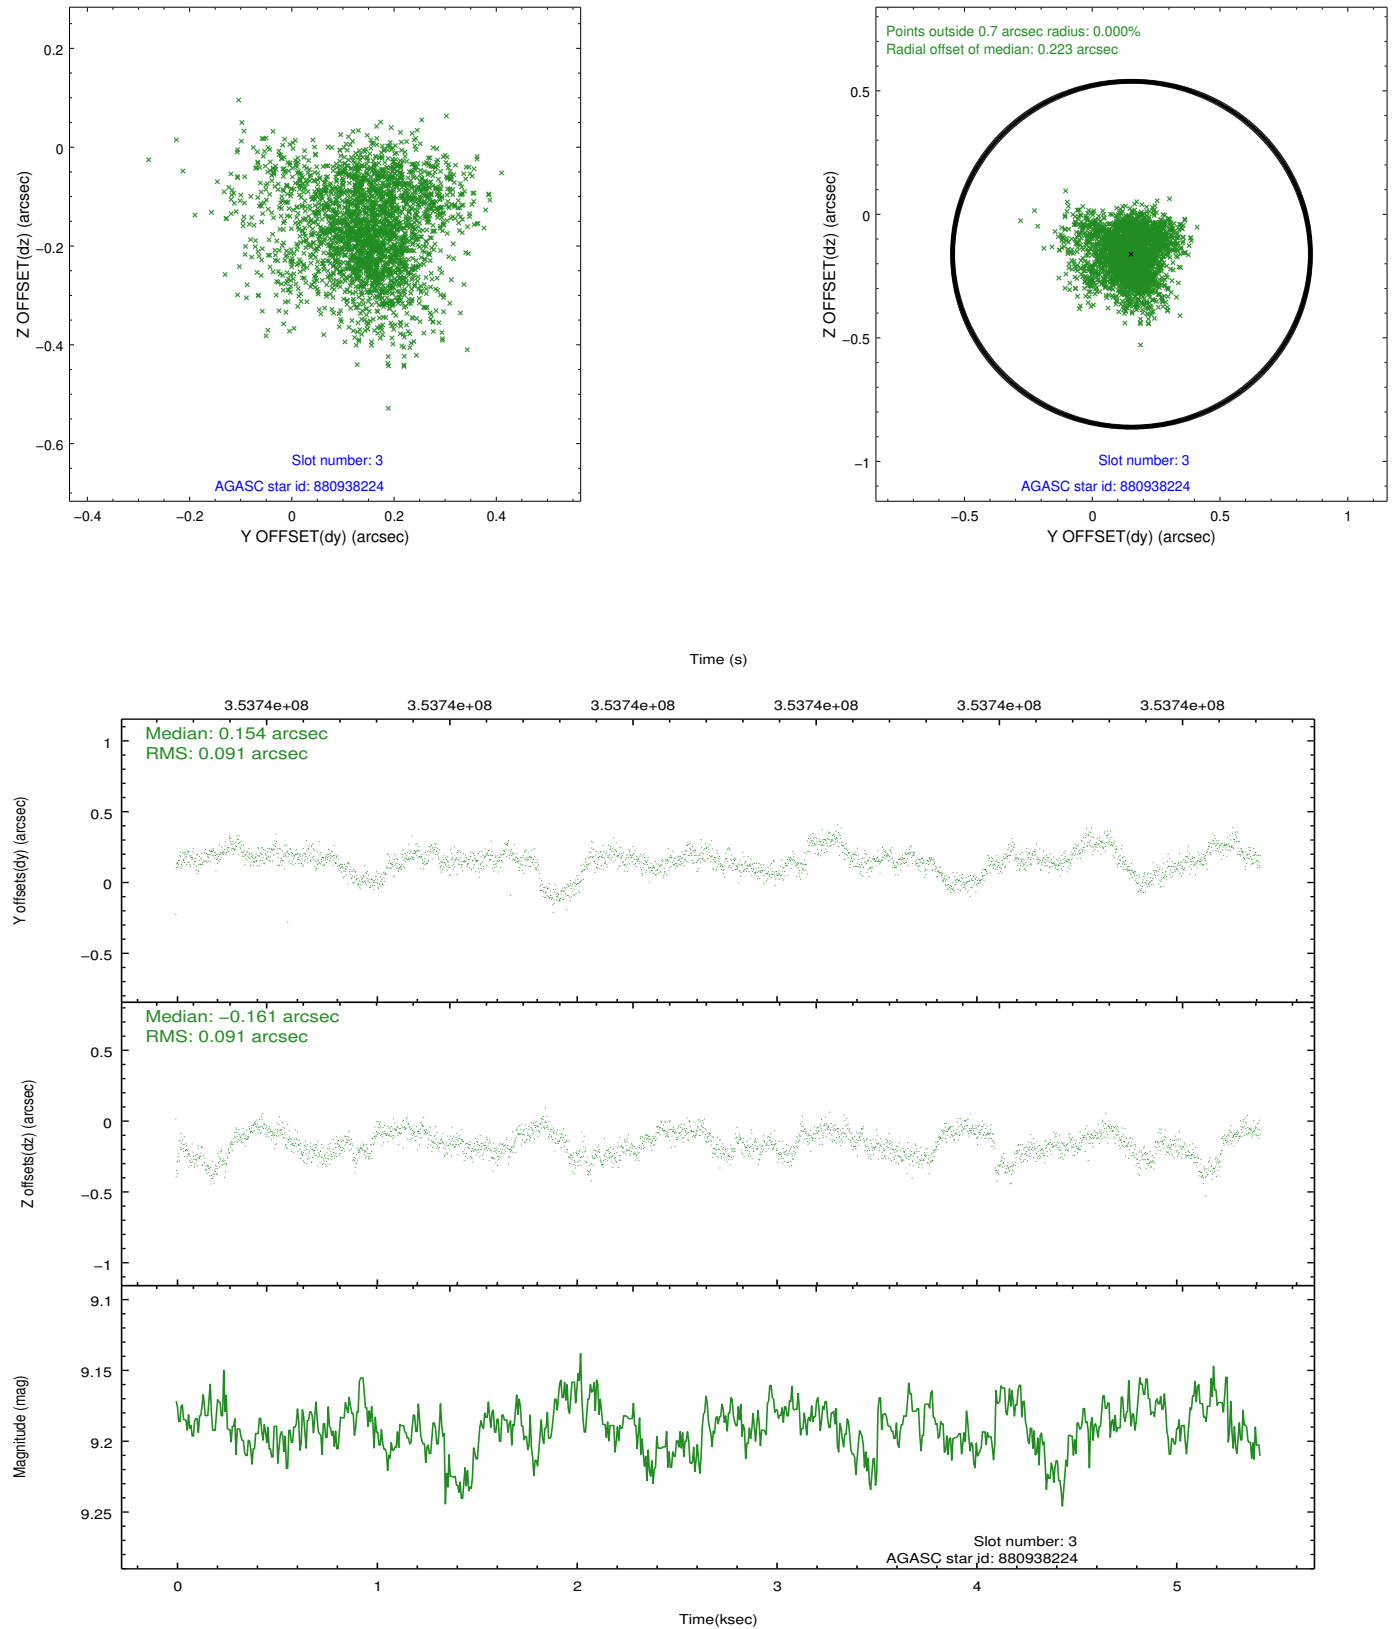 0.2
0
−0.2
−0.4
−0.6
Z OFFSET(dz) (arcsec)
Slot number: 3
AGASC star id: 880938224
−0.4 −0.2 0 0.2 0.4
Y OFFSET(dy) (arcsec)
Points outside 0.7 arcsec radius: 0.000%
Radial offset of median: 0.223 arcsec
0.5
0
−0.5
−1
Z OFFSET(dz) (arcsec)
Slot number: 3
AGASC star id: 880938224
−0.5 0 0.5 1
Y OFFSET(dy) (arcsec)
Time (s)
3.5374e+08 3.5374e+08 3.5374e+08 3.5374e+08 3.5374e+08 3.5374e+08
Median: 0.154 arcsec
RMS: 0.091 arcsec
1
0.5
0
−0.5
Y offsets(dy) (arcsec)
Median: −0.161 arcsec
RMS: 0.091 arcsec
0.5
0
−0.5
−1
Z offsets(dz) (arcsec)
9.1
9.15
9.2
9.25
Magnitude (mag)
Slot number: 3
AGASC star id: 880938224
0 1 2 3 4 5
Time(ksec)